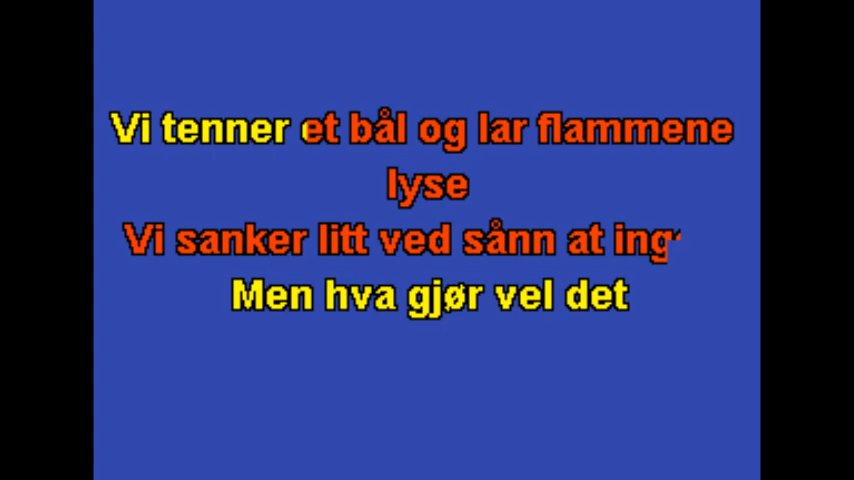 Vi tenner et bål og lar flammene
lyse
Vi sanker litt ved sånn at
Men hva gjør vel det